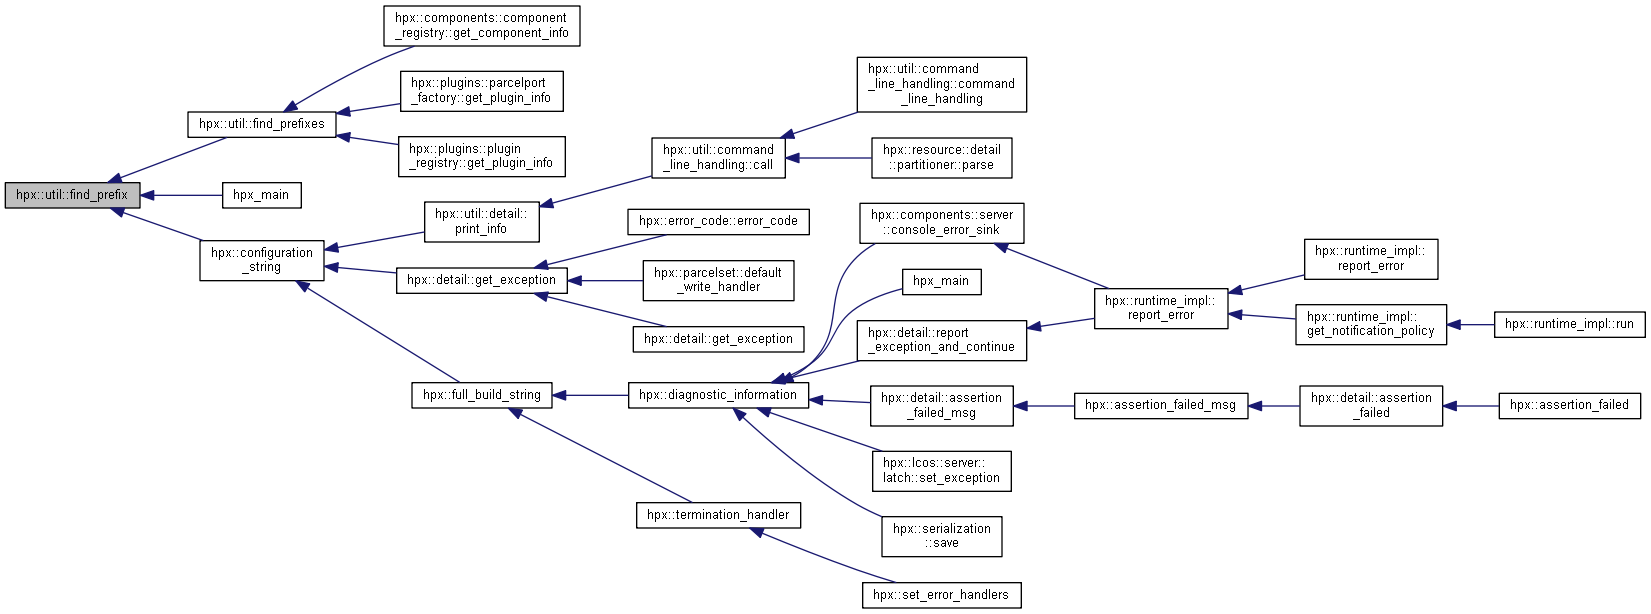 hpx::components::component
_registry::get_component_info
hpx::plugins::parcelport
_factory::get_plugin_info
hpx::util::find_prefixes
hpx::plugins::plugin
_registry::get_plugin_info
hpx::util::find_prefix
hpx_main
hpx::configuration
_string
hpx::util::detail::
print_info
hpx::util::command
_line_handling::call
hpx::util::command
_line_handling::command
_line_handling
hpx::resource::detail
::partitioner::parse
hpx::detail::get_exception
hpx::error_code::error_code
hpx::parcelset::default
_write_handler
hpx::detail::get_exception
hpx::full_build_string
hpx::diagnostic_information
hpx::components::server
::console_error_sink
hpx_main
hpx::detail::report
_exception_and_continue
hpx::runtime_impl::
report_error
hpx::runtime_impl::
report_error
hpx::runtime_impl::
get_notification_policy
hpx::runtime_impl::run
hpx::detail::assertion
_failed_msg
hpx::assertion_failed_msg
hpx::detail::assertion
_failed
hpx::assertion_failed
hpx::lcos::server::
latch::set_exception
hpx::serialization
::save
hpx::termination_handler
hpx::set_error_handlers